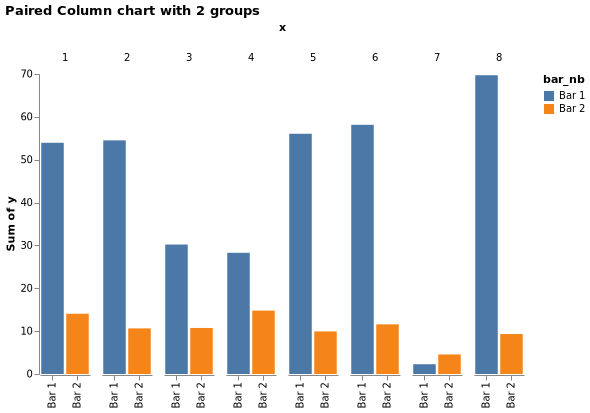 Paired Column chart with 2 groups
x
1 2 3 4 5 6 7 8
bar_nb
Bar 1
Bar 2
Sum of y
70
60
50
40
30
20
10
0
Bar 1 Bar 2 Bar 1 Bar 2 Bar 1 Bar 2 Bar 1 Bar 2 Bar 1 Bar 2 Bar 1 Bar 2 Bar 1 Bar 2 Bar 1 Bar 2